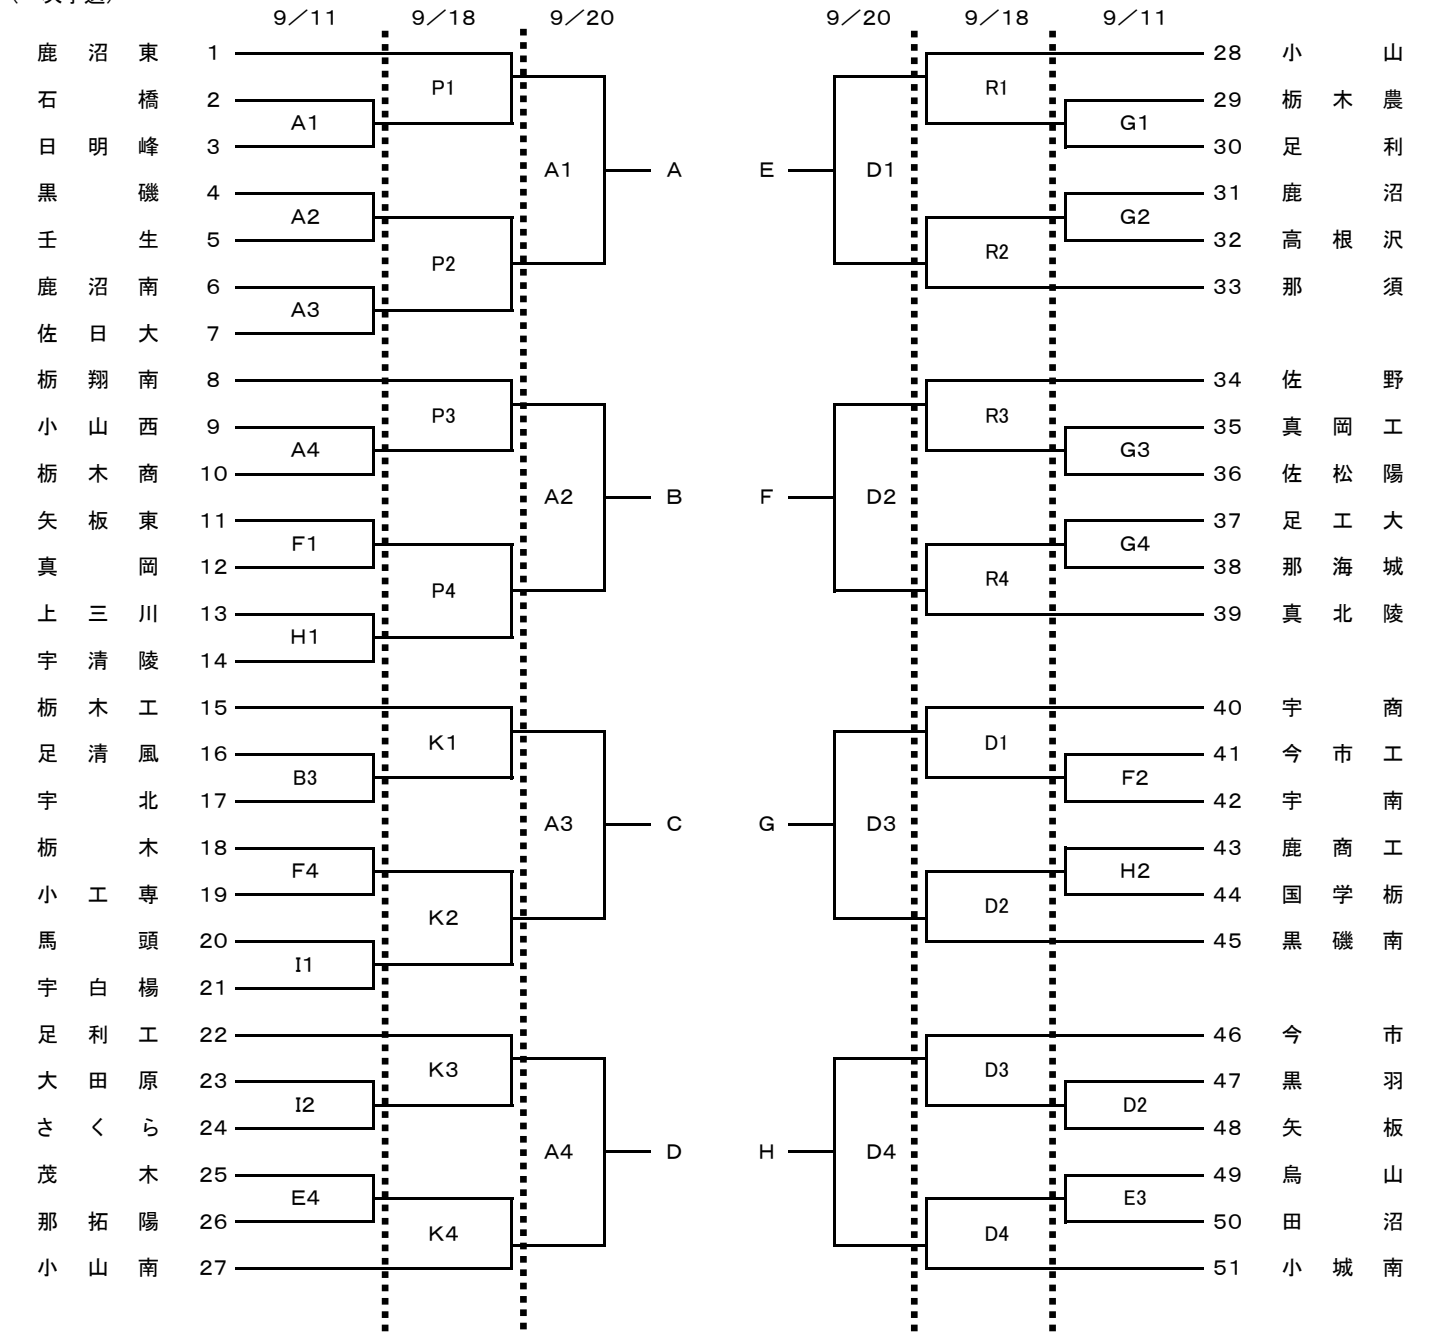 9／11 9／18 9／20 9／20 9／18 9／11
鹿沼東 1 28 小山
P1 R1
石橋 2 29 栃木農
A1 G1
日明峰 3 30 足利
A1 A E D1
黒磯 4 31 鹿沼
A2 G2
壬生 5 32 高根沢
P2 R2
鹿沼南 6 33 那須
A3
佐日大 7
栃翔南 8 34 佐野
P3 R3
小山西 9 35 真岡工
A4 G3
栃木商 10 36 佐松陽
A2 B F D2
矢板東 11 37 足工大
F1 G4
真岡 12 38 那海城
P4 R4
上三川 13 39 真北陵
H1
宇清陵 14
栃木工 15 40 宇商
K1 D1
足清風 16 41 今市工
B3 F2
宇北 17 42 宇南
A3 C G D3
栃木 18 43 鹿商工
F4 H2
小工専 19 44 国学栃
K2 D2
馬頭 20 45 黒磯南
I1
宇白楊 21
足利工 22 46 今市
K3 D3
大田原 23 47 黒羽
I2 D2
さくら 24 48 矢板
A4 D H D4
茂木 25 49 烏山
E4 E3
那拓陽 26 50 田沼
K4 D4
小山南 27 51 小城南